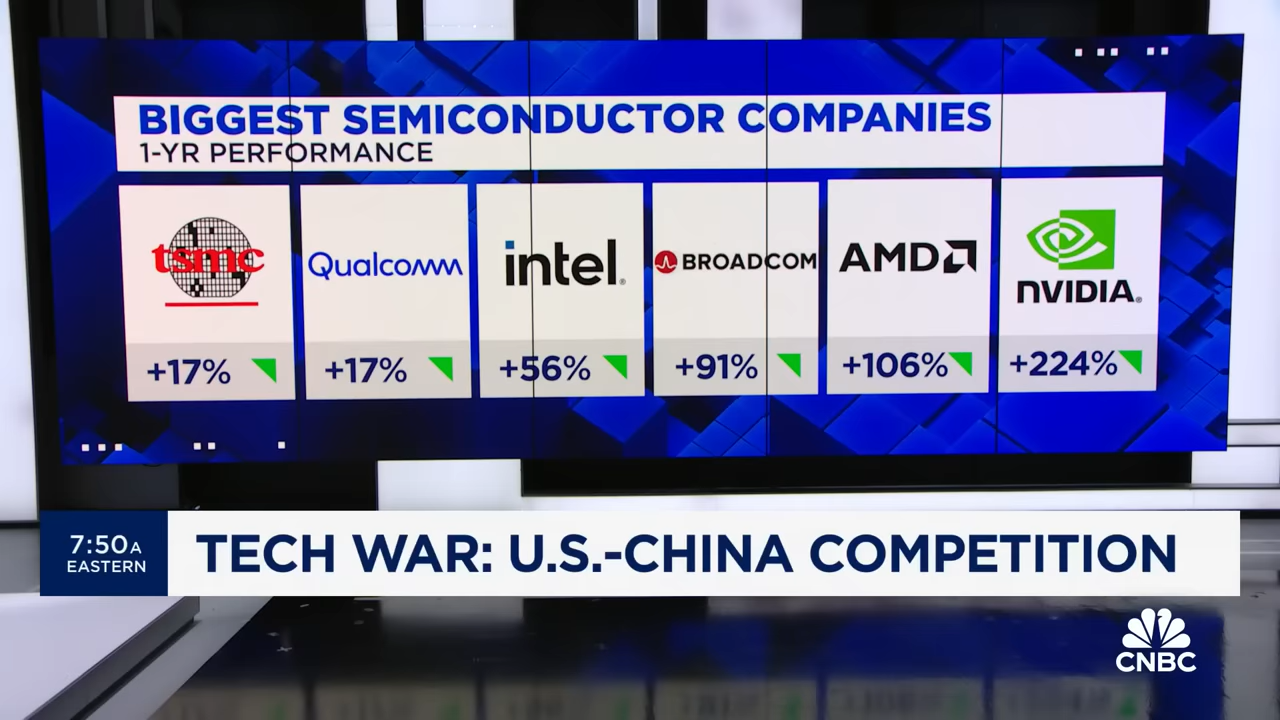 BIGGEST SEMICONDUCTOR COMPANIES
1-YR PERFORMANCE
tsmc
Qualcomm
intel®
BROADCOM
AMD
NVIDIA®
+17%
+17%
+56%
+91%
+106%
+224%
7:50A
EASTERN
TECH WAR: U.S.-CHINA COMPETITION
CNBC